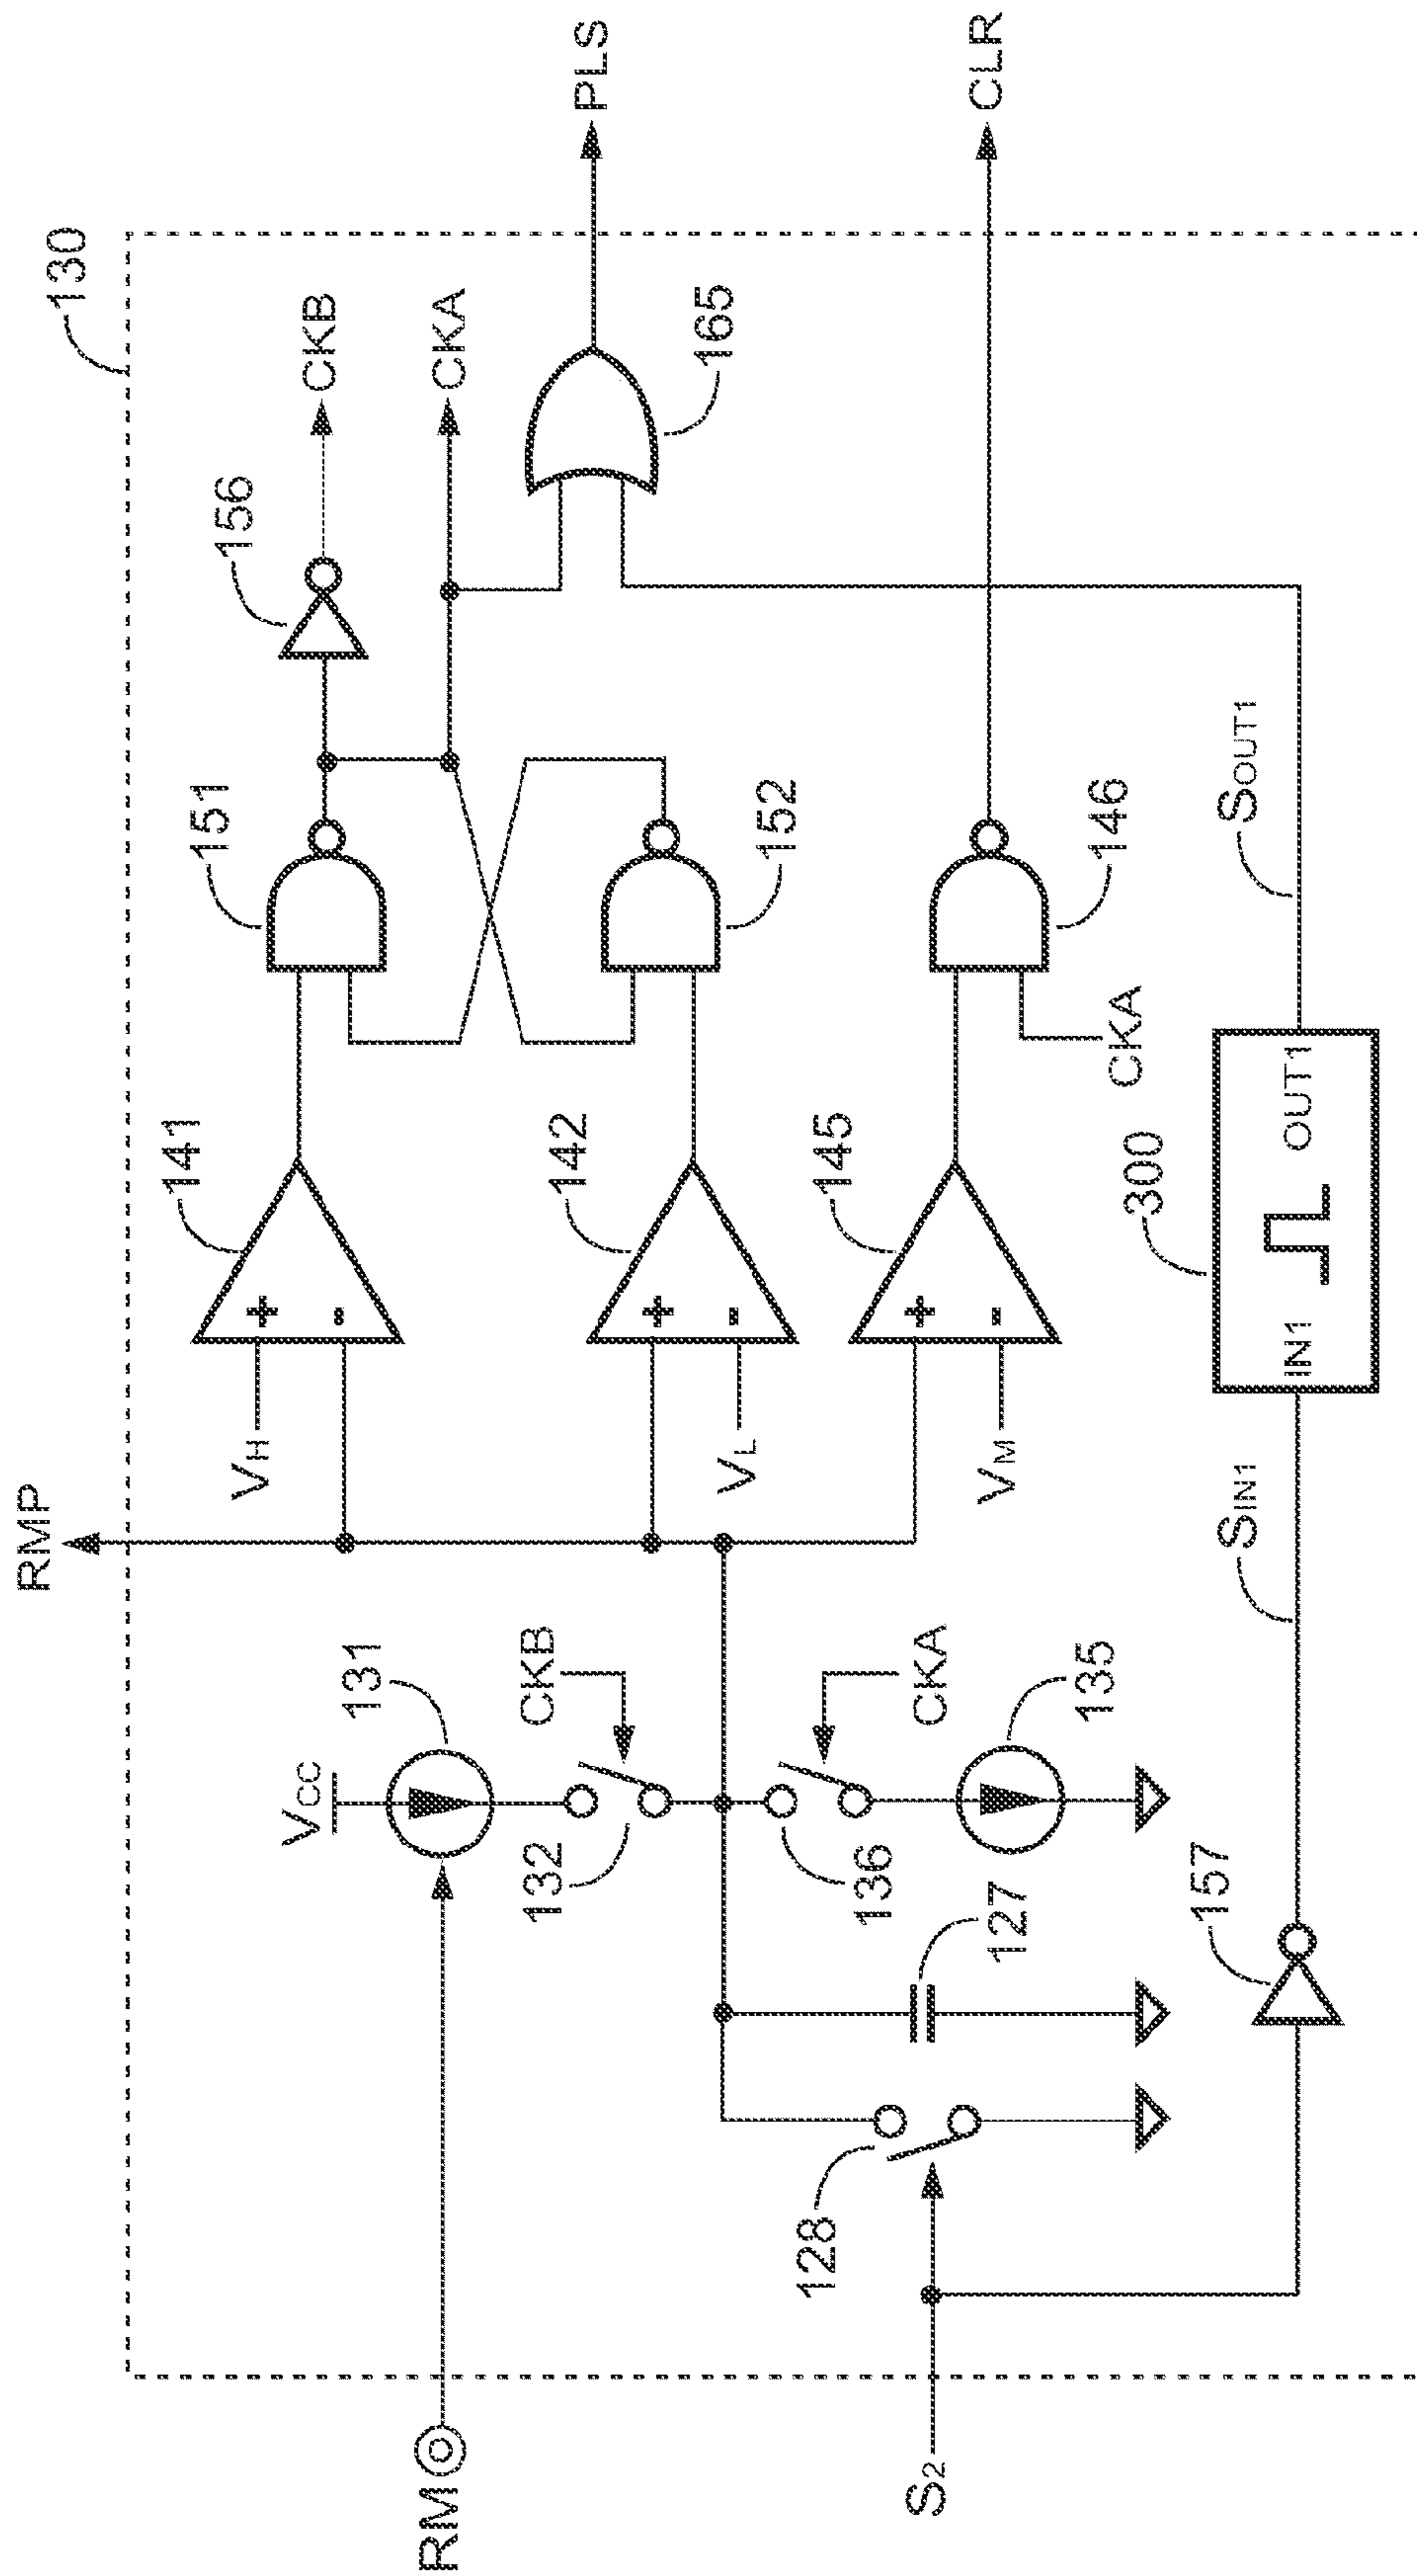 130
RMP
RM
VCC
131
CKB
132
136
CKA
135
127
128
S2
157
VH
141
VL
142
VM
145
CKA
151
152
146
156
CKB
CKA
165
PLS
CLR
SIN1
300
IN1 OUT1
SOUT1
+
-
+
-
+
-